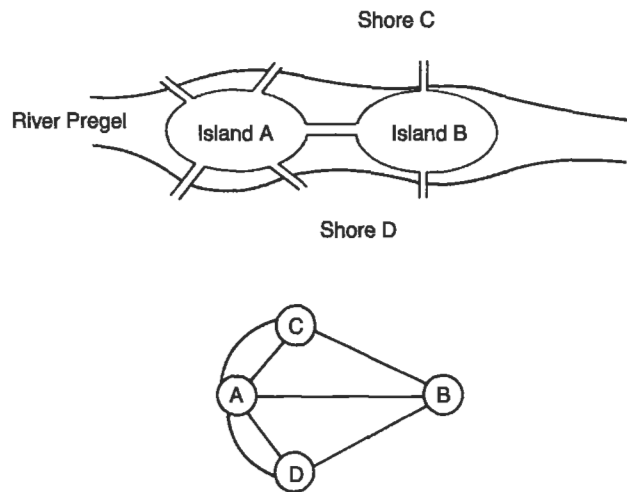 Shore C
River Pregel
Island A
Island B
Shore D
C
A
B
D